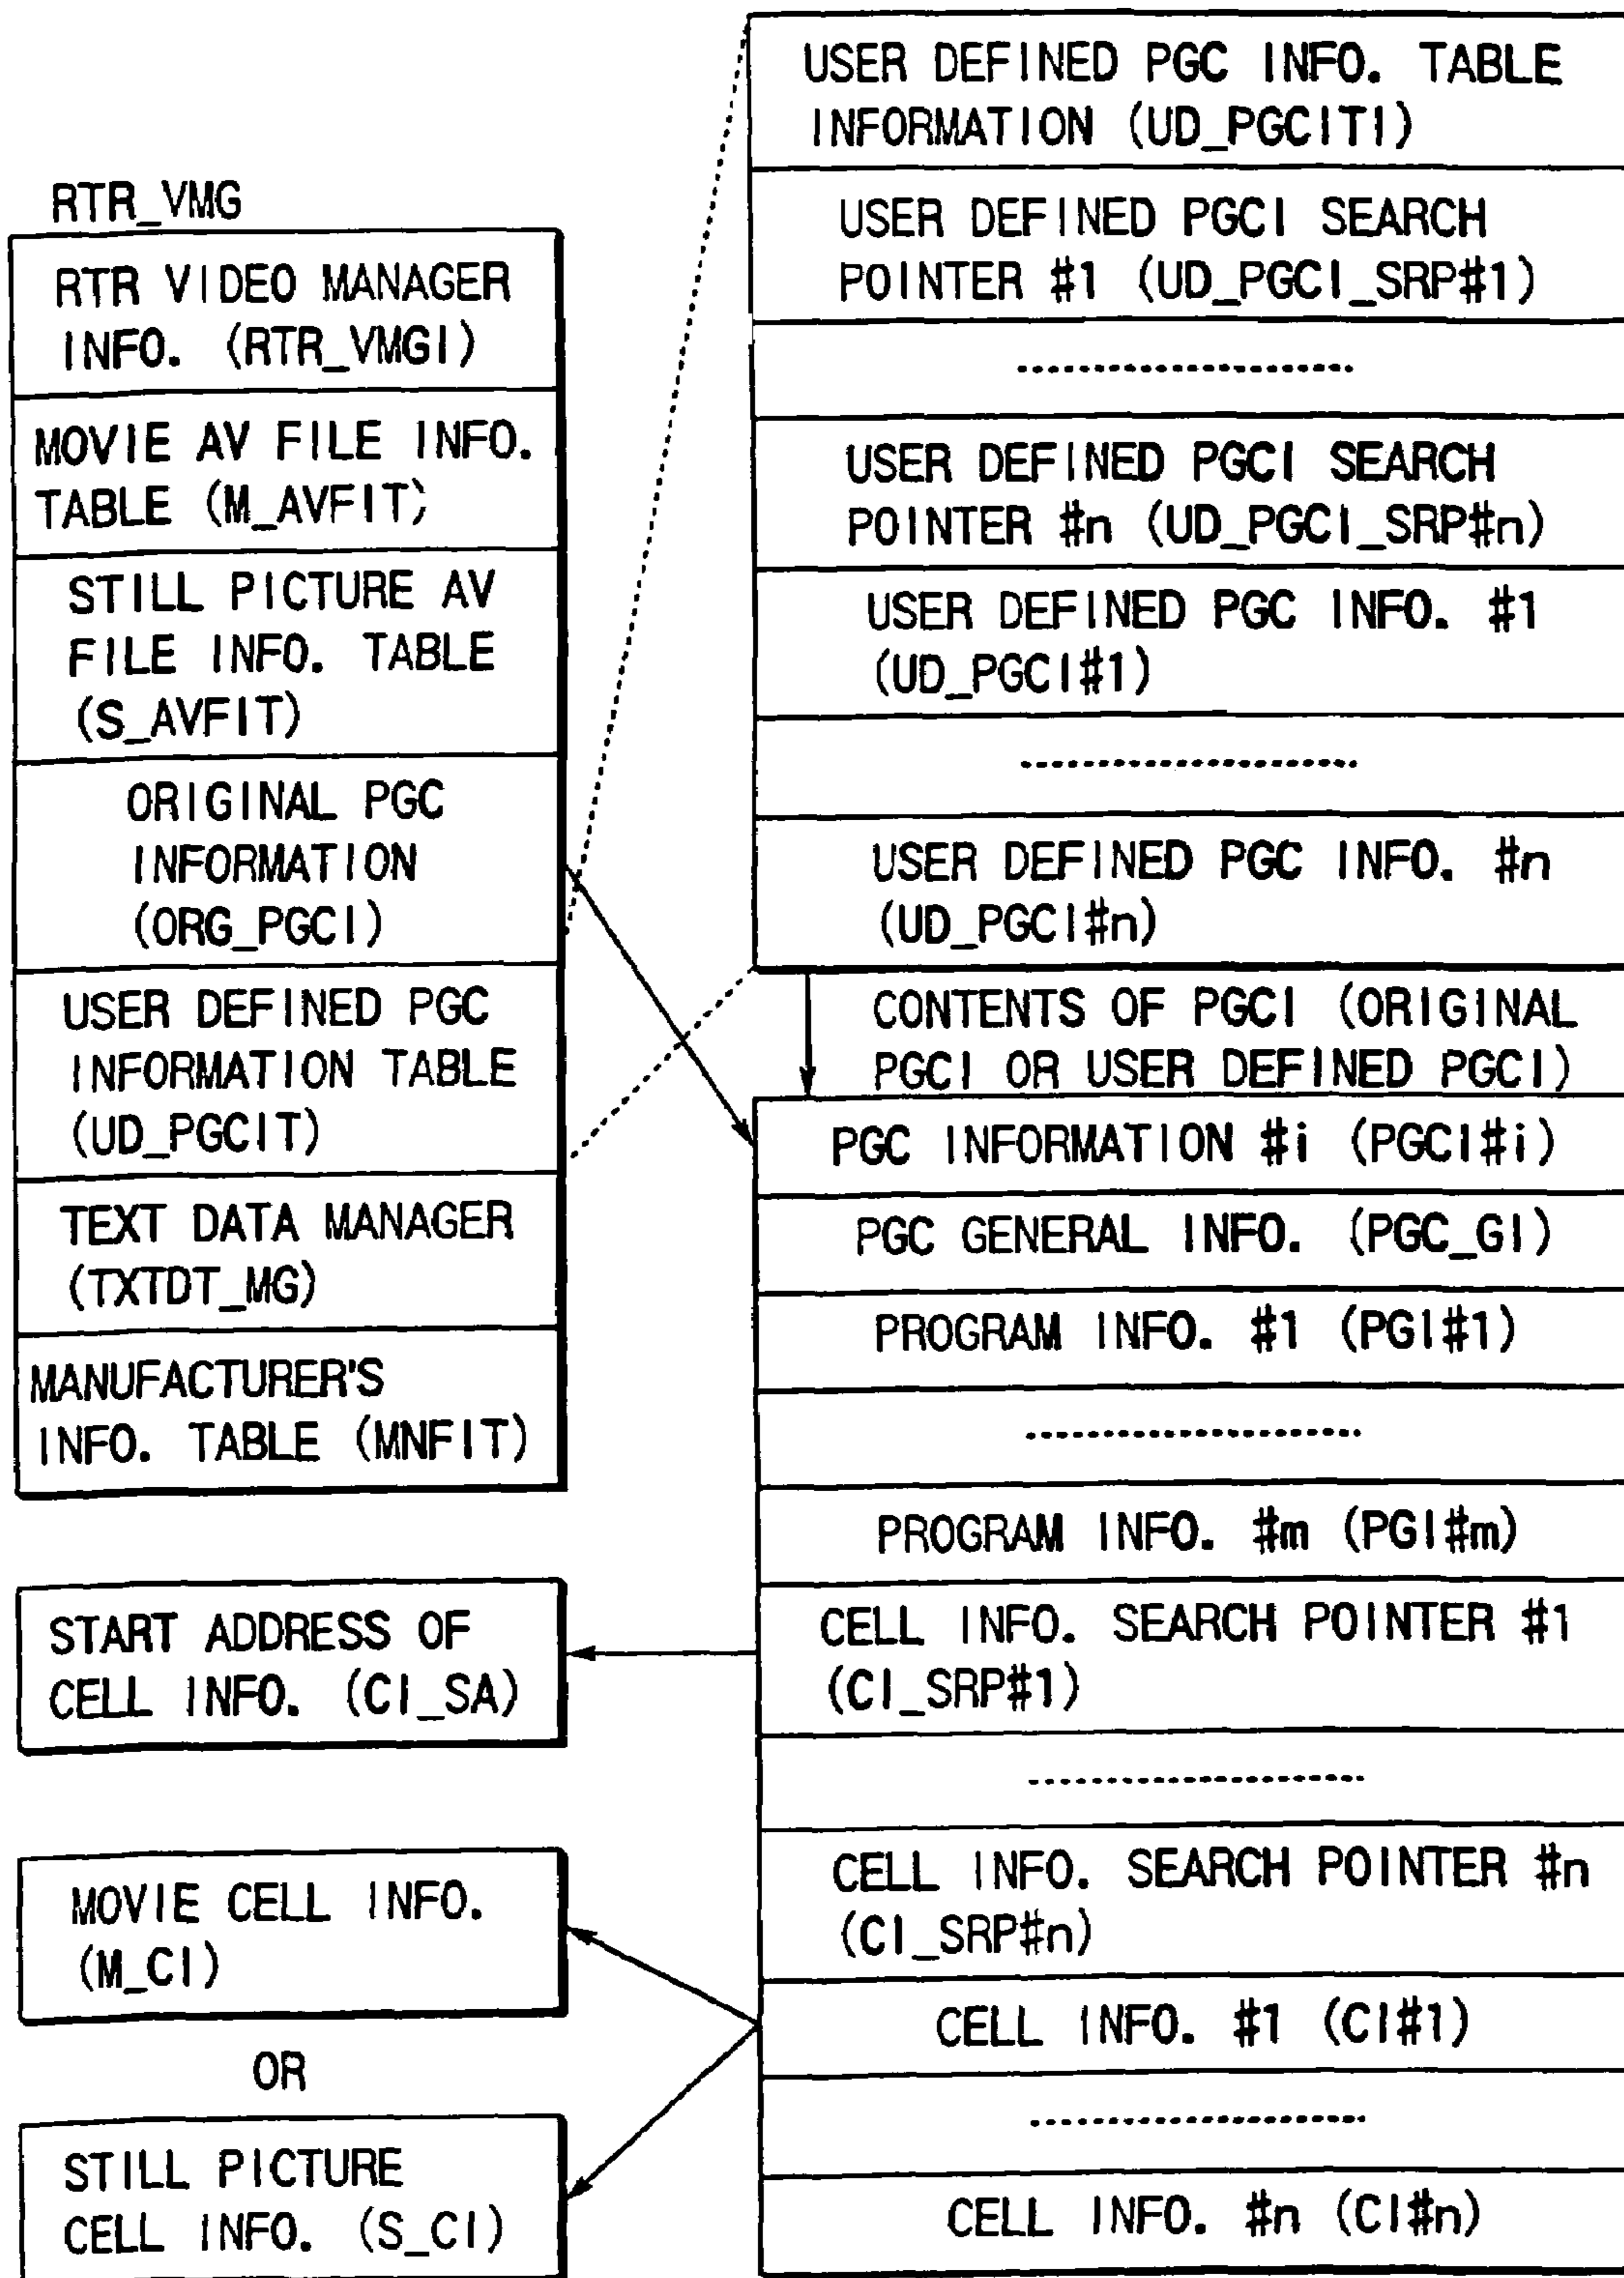 RTR_VMG
RTR VIDEO MANAGER
INFO. (RTR_VMGI)
MOVIE AV FILE INFO.
TABLE (M_AVFIT)
STILL PICTURE AV
FILE INFO. TABLE
(S_AVFIT)
ORIGINAL PGC
INFORMATION
(ORG_PGCI)
USER DEFINED PGC
INFORMATION TABLE
(UD_PGCIT)
TEXT DATA MANAGER
(TXTDT_MG)
MANUFACTURER'S
INFO. TABLE (MNFIT)
START ADDRESS OF
CELL INFO. (CI_SA)
MOVIE CELL INFO.
(M_CI)
OR
STILL PICTURE
CELL INFO. (S_CI)
USER DEFINED PGC INFO. TABLE
INFORMATION (UD_PGCITI)
USER DEFINED PGCI SEARCH
POINTER #1 (UD_PGCI_SRP#1)
USER DEFINED PGCI SEARCH
POINTER #n (UD_PGCI_SRP#n)
USER DEFINED PGC INFO. #1
(UD_PGCI#1)
USER DEFINED PGC INFO. #n
(UD_PGCI#n)
CONTENTS OF PGCI (ORIGINAL
PGCI OR USER DEFINED PGCI)
PGC INFORMATION #i (PGCI#i)
PGC GENERAL INFO. (PGC_GI)
PROGRAM INFO. #1 (PGI#1)
PROGRAM INFO. #m (PGI#m)
CELL INFO. SEARCH POINTER #1
(CI_SRP#1)
CELL INFO. SEARCH POINTER #n
(CI_SRP#n)
CELL INFO. #1 (CI#1)
CELL INFO. #n (CI#n)